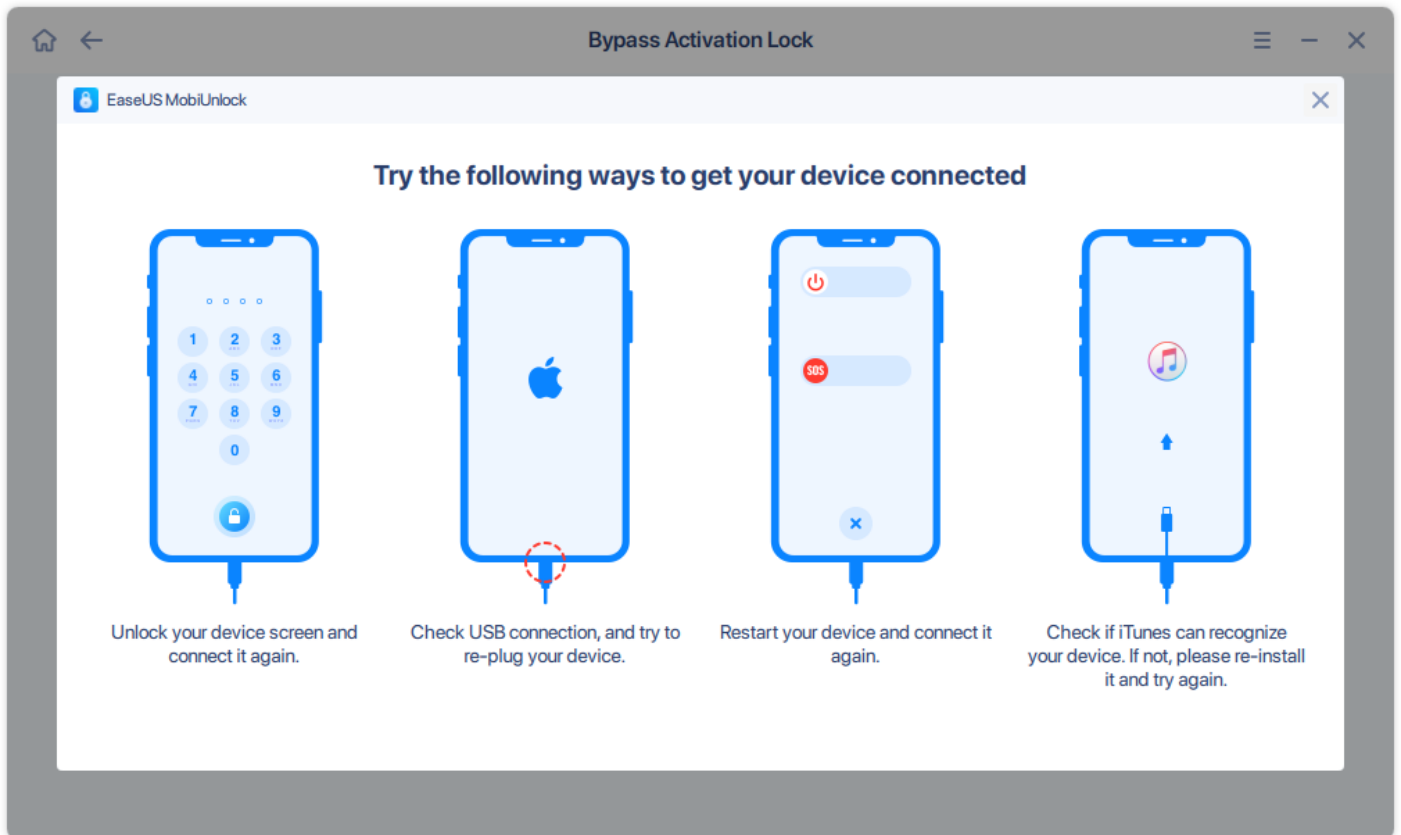 Bypass Activation Lock
EaseUS MobiUnlock
Try the following ways to get your device connected
1 2 3
4 5 6
7 8 9
0
SOS
Unlock your device screen and
connect it again.
Check USB connection, and try to
re-plug your device.
Restart your device and connect it
again.
Check if iTunes can recognize
your device. If not, please re-install
it and try again.